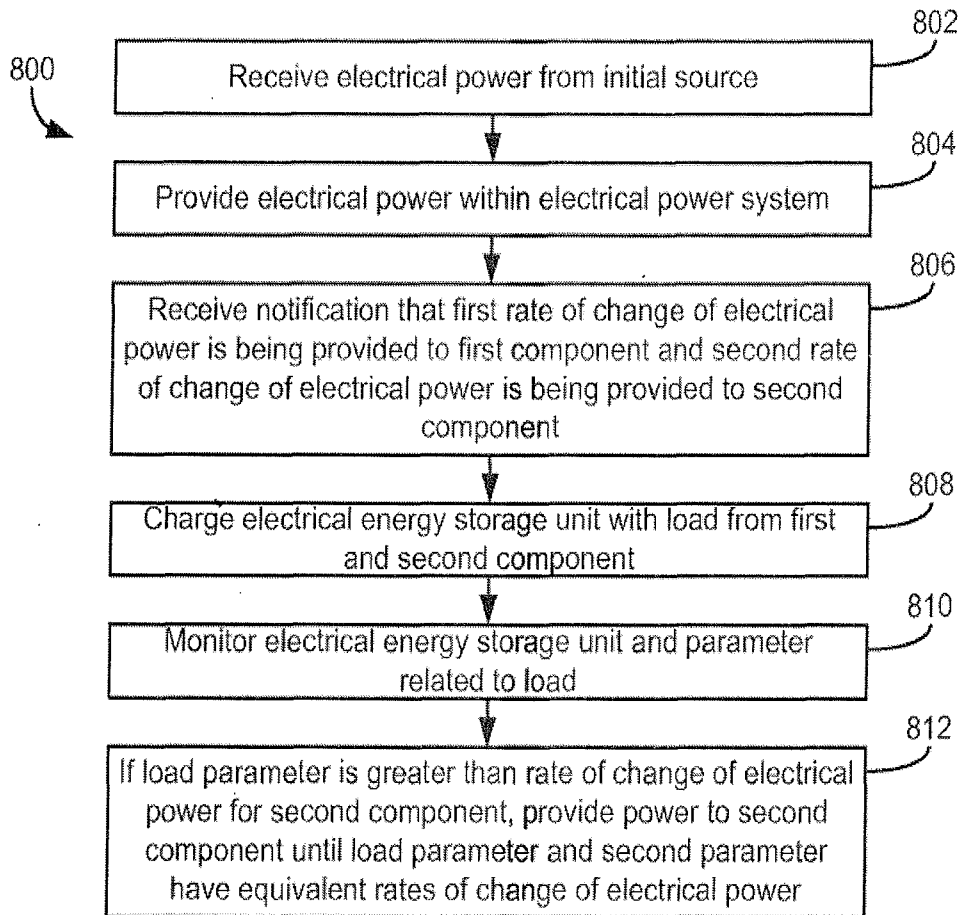 802
800
Receive electrical power from initial source
804
Provide electrical power within electrical power system
806
Receive notification that first rate of change of electrical
power is being provided to first component and second rate
of change of electrical power is being provided to second
component
808
Charge electrical energy storage unit with load from first
and second component
810
Monitor electrical energy storage unit and parameter
related to load
812
If load parameter is greater than rate of change of electrical
power for second component, provide power to second
component until load parameter and second parameter
have equivalent rates of change of electrical power